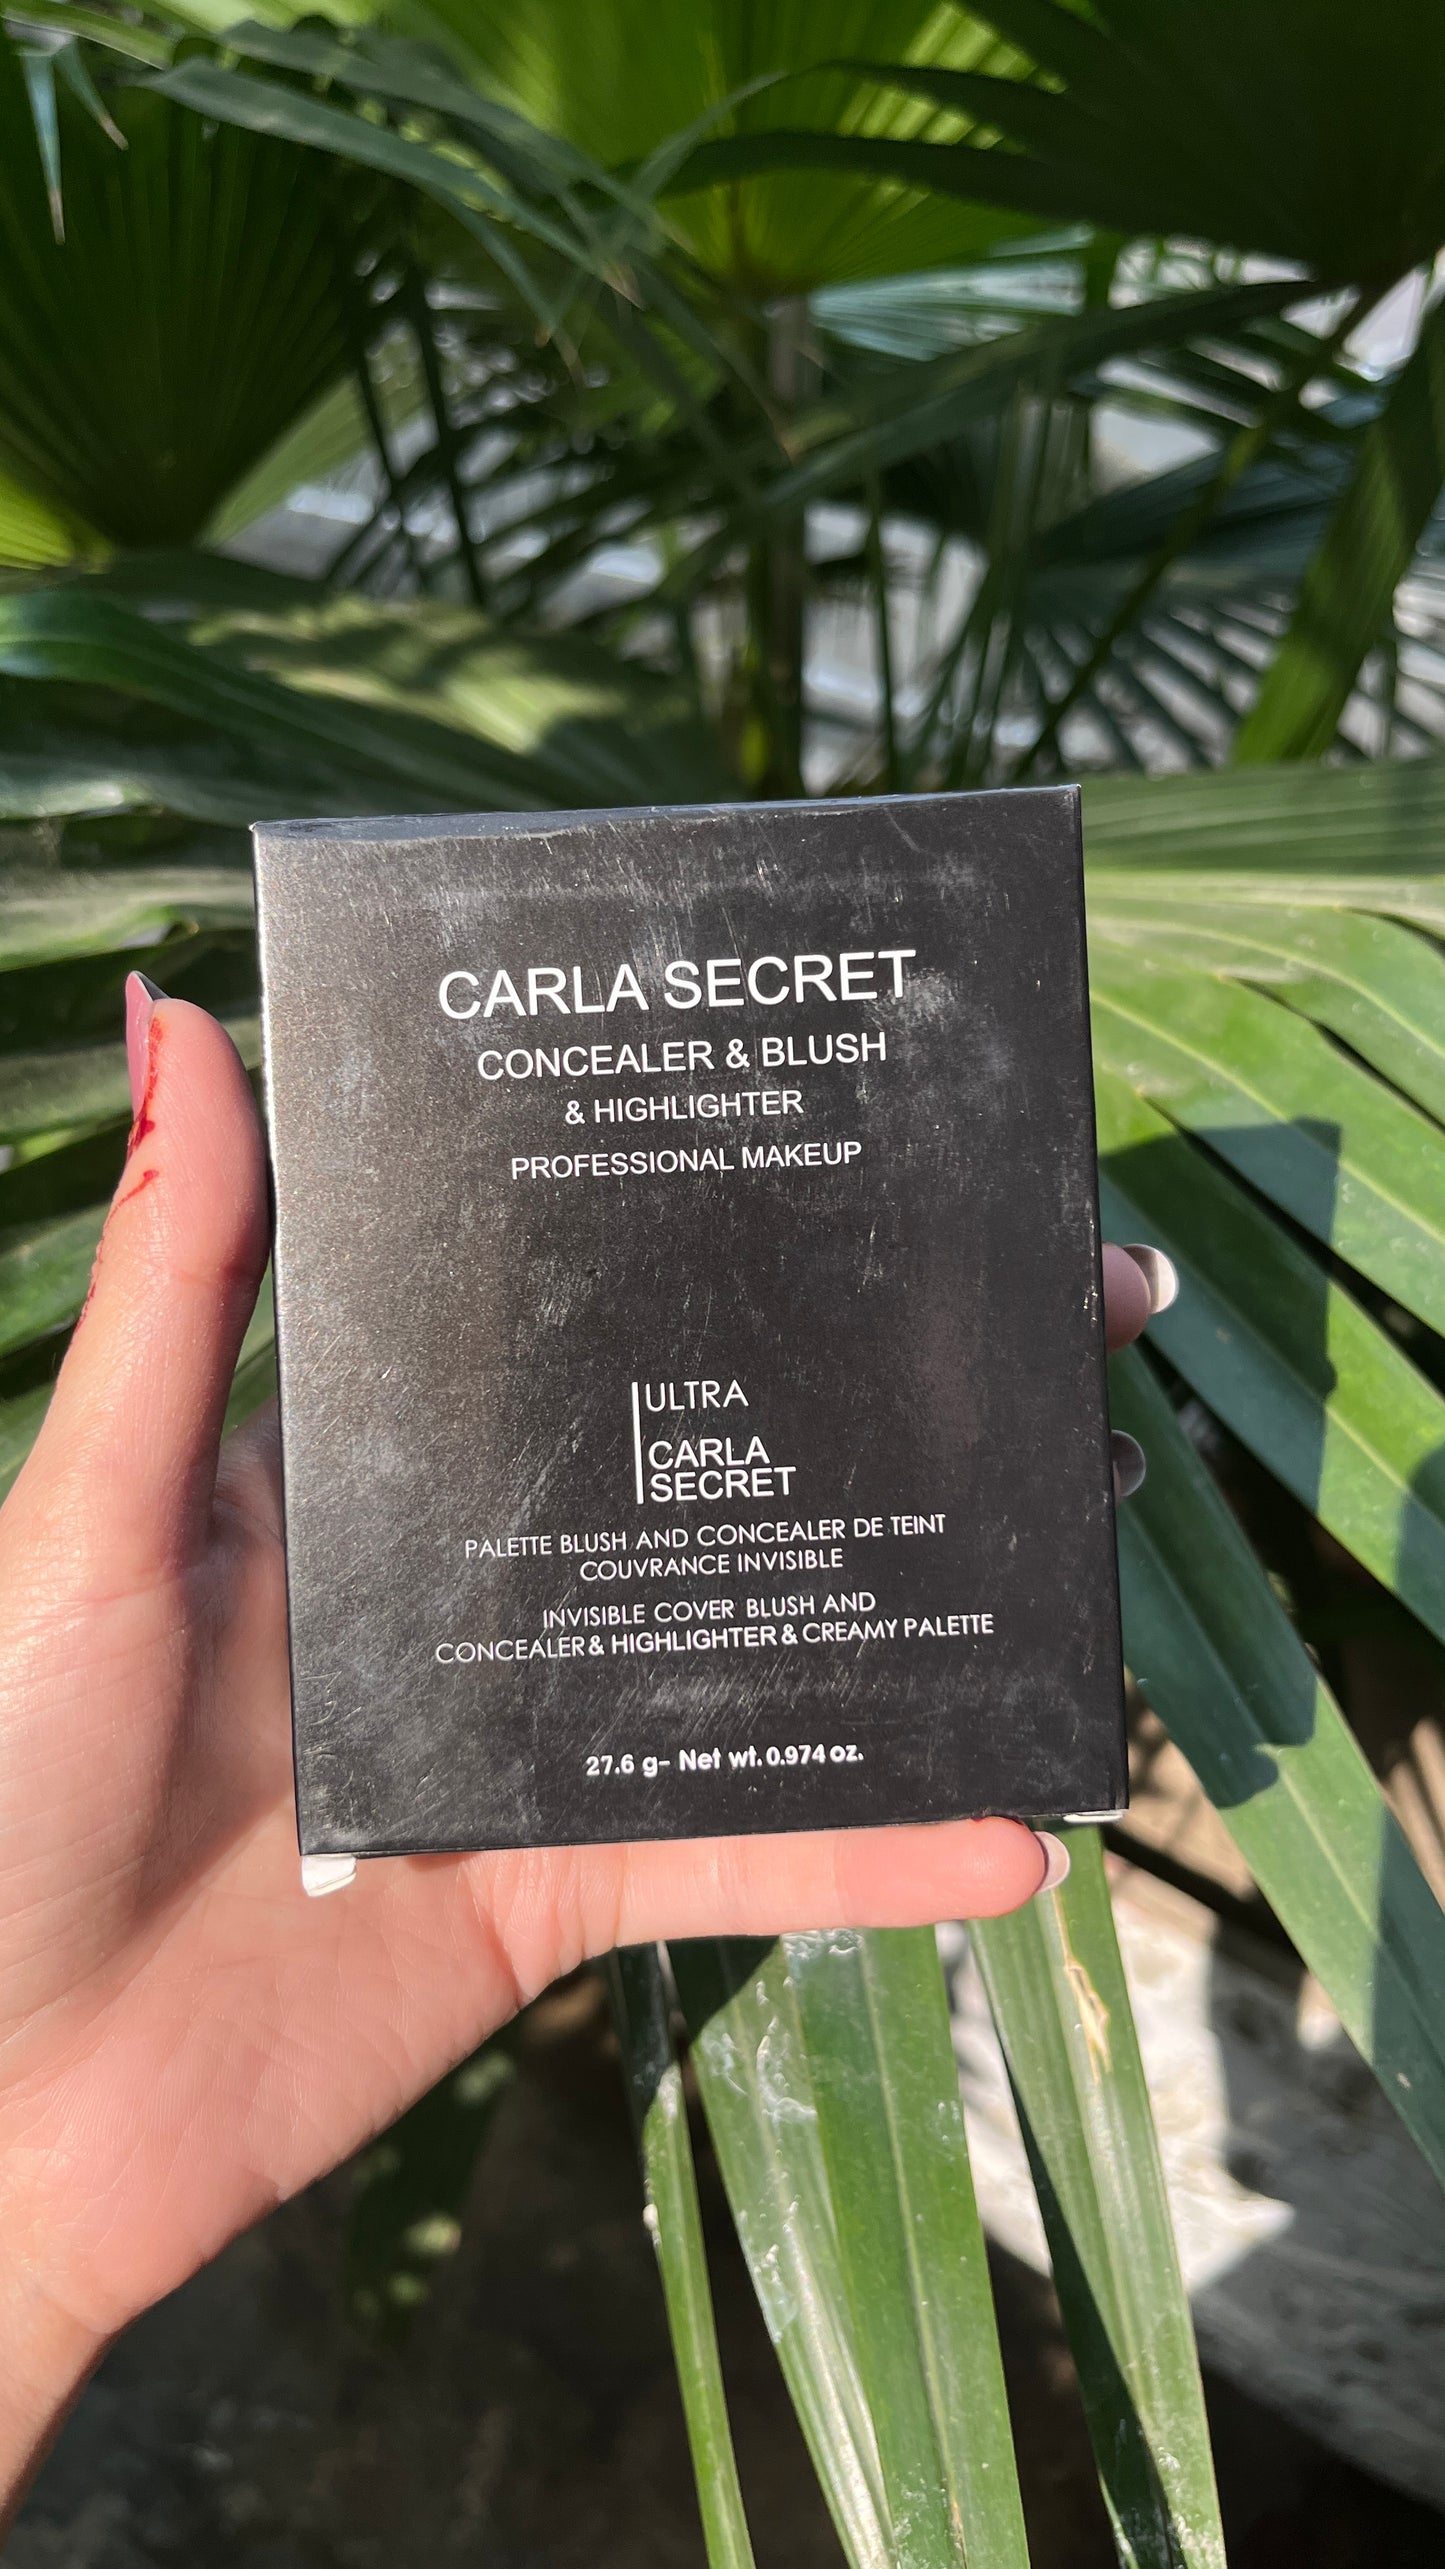 CARLA SECRET
CONCEALER & BLUSH
& HIGHLIGHTER
PROFESSIONAL MAKEUP
ULTRA
CARLA
SECRET
PALETTE BLUSH AND CONCEALER DE TEINT
COUVRANCE INVISIBLE
INVISIBLE COVER BLUSH AND
CONCEALER & HIGHLIGHTER & CREAMY PALETTE
27.6 g- Net wt. 0.974 oz.